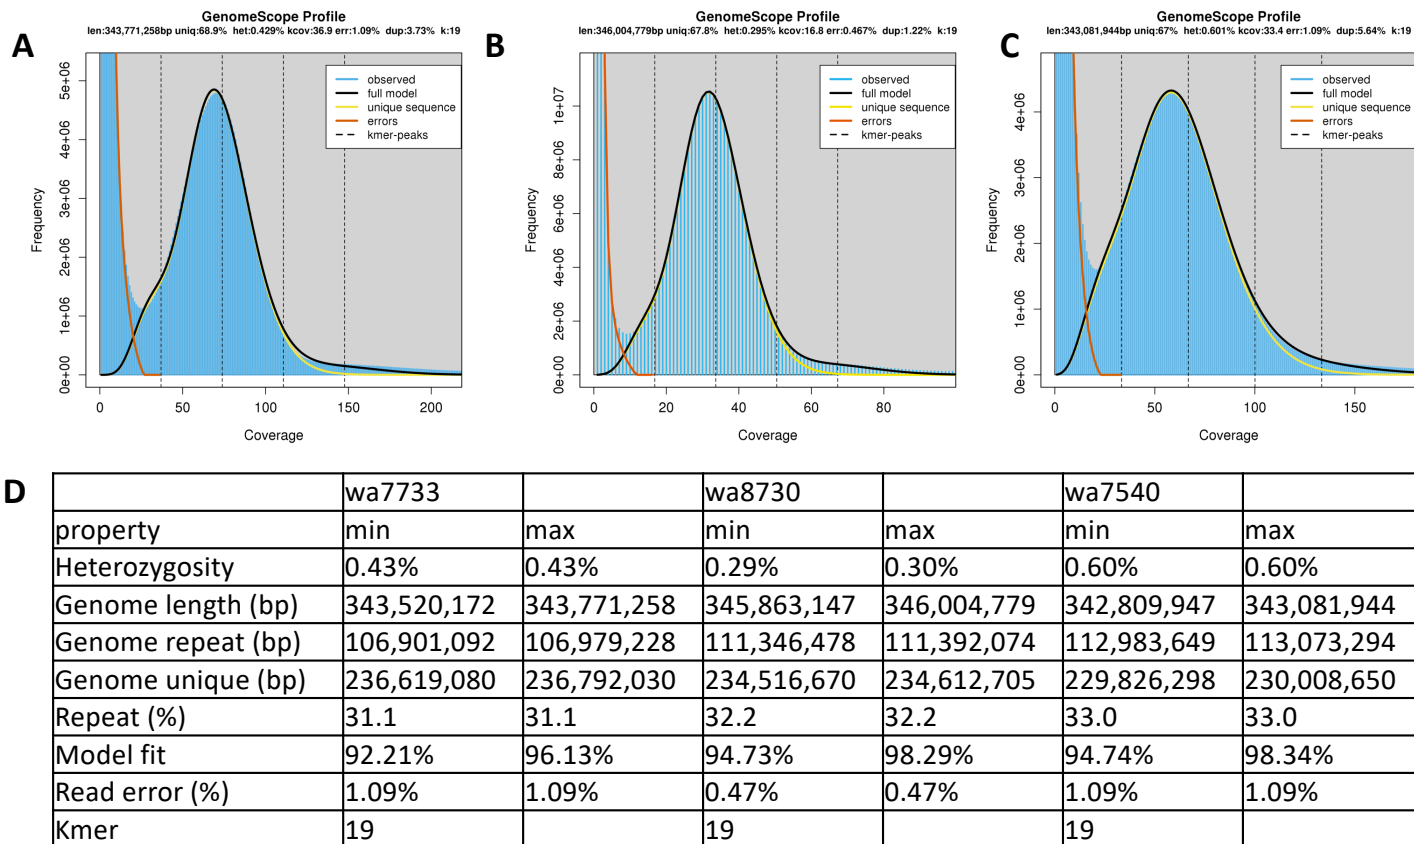 A
GenomeScope Profile
len:343,771,258bp uniq:68.9% het:0.429% kcov:36.9 err:1.09% dup:3.73% k:19
Frequency
0e+00 1e+06 2e+06 3e+06 4e+06 5e+06
observed
full model
unique sequence
errors
kmer-peaks
0 50 100 150 200
Coverage
B
GenomeScope Profile
len:346,004,779bp uniq:67.8% het:0.295% kcov:16.8 err:0.467% dup:1.22% k:19
Frequency
0e+00 2e+06 4e+06 6e+06 8e+06 1e+07
observed
full model
unique sequence
errors
kmer-peaks
0 20 40 60 80
Coverage
C
GenomeScope Profile
len:343,081,944bp uniq:67% het:0.601% kcov:33.4 err:1.09% dup:5.64% k:19
Frequency
0e+00 1e+06 2e+06 3e+06 4e+06
observed
full model
unique sequence
errors
kmer-peaks
0 50 100 150
Coverage
D
wa7733 wa8730 wa7540
property min max min max min max
Heterozygosity 0.43% 0.43% 0.29% 0.30% 0.60% 0.60%
Genome length (bp) 343,520,172 343,771,258 345,863,147 346,004,779 342,809,947 343,081,944
Genome repeat (bp) 106,901,092 106,979,228 111,346,478 111,392,074 112,983,649 113,073,294
Genome unique (bp) 236,619,080 236,792,030 234,516,670 234,612,705 229,826,298 230,008,650
Repeat (%) 31.1 31.1 32.2 32.2 33.0 33.0
Model fit 92.21% 96.13% 94.73% 98.29% 94.74% 98.34%
Read error (%) 1.09% 1.09% 0.47% 0.47% 1.09% 1.09%
Kmer 19 19 19